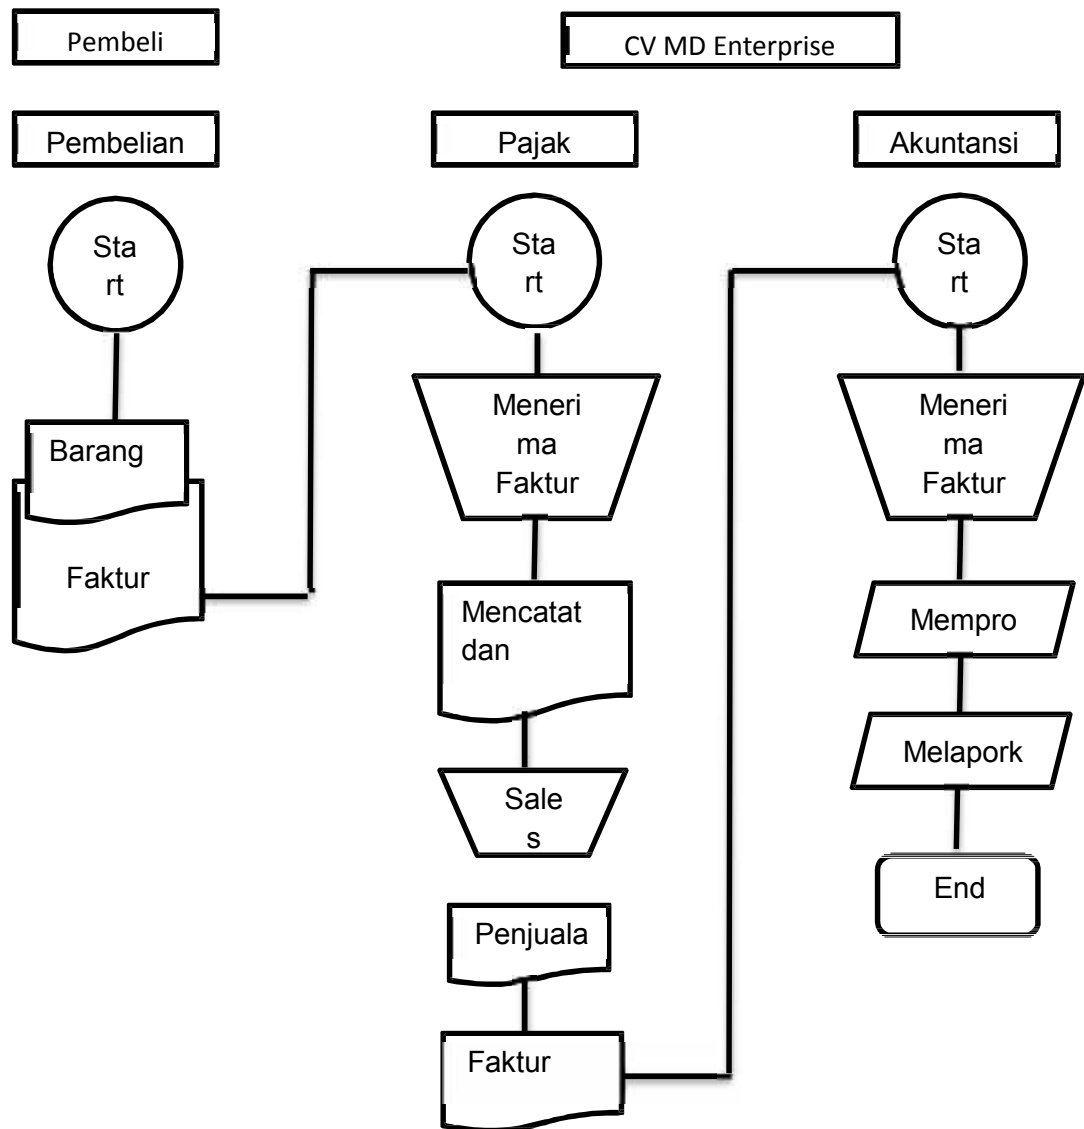 Pembeli
CV MD Enterprise
Pembelian
Pajak
Akuntansi
Sta
rt
Barang
Faktur
Sta
rt
Meneri
ma
Faktur
Mencatat
dan
Sale
s
Penjuala
Faktur
Sta
rt
Meneri
ma
Faktur
Mempro
Melapork
End